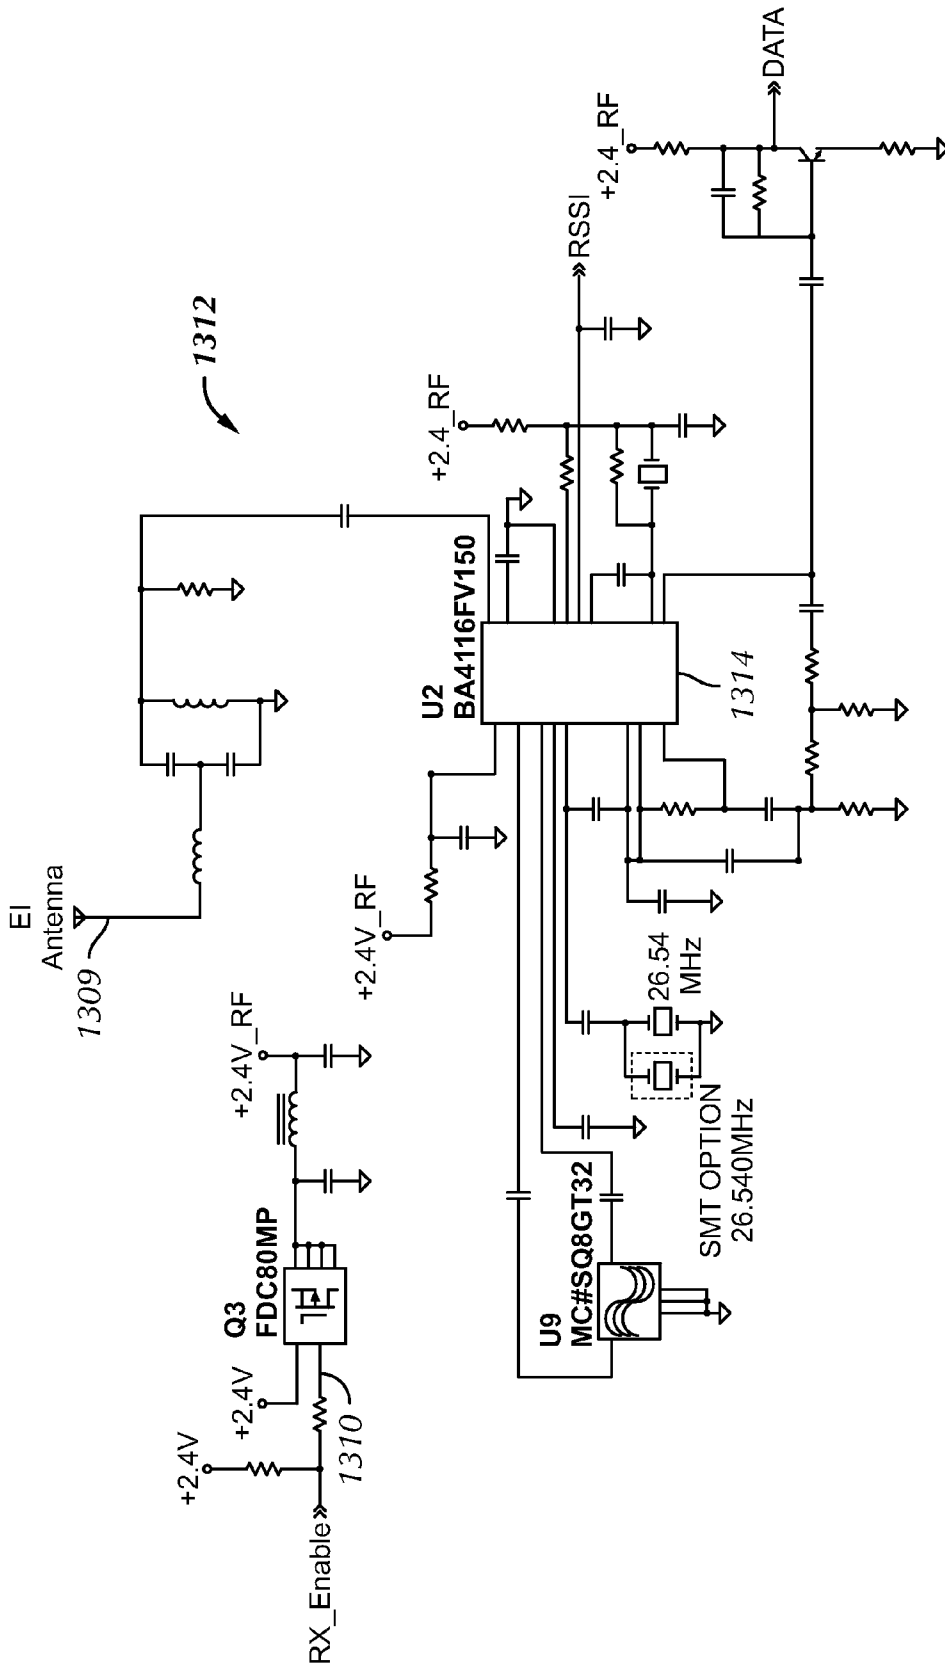 EI
Antenna
1309
1312
+2.4V_RF
+2.4V
+2.4V
Q3
FDC80MP
1310
RX_Enable
+2.4V_RF
U2
BA4116FV150
+2.4_RF
RSSI
+2.4_RF
DATA
1314
U9
MC#SQ8GT32
26.54
MHz
SMT OPTION
26.540MHz